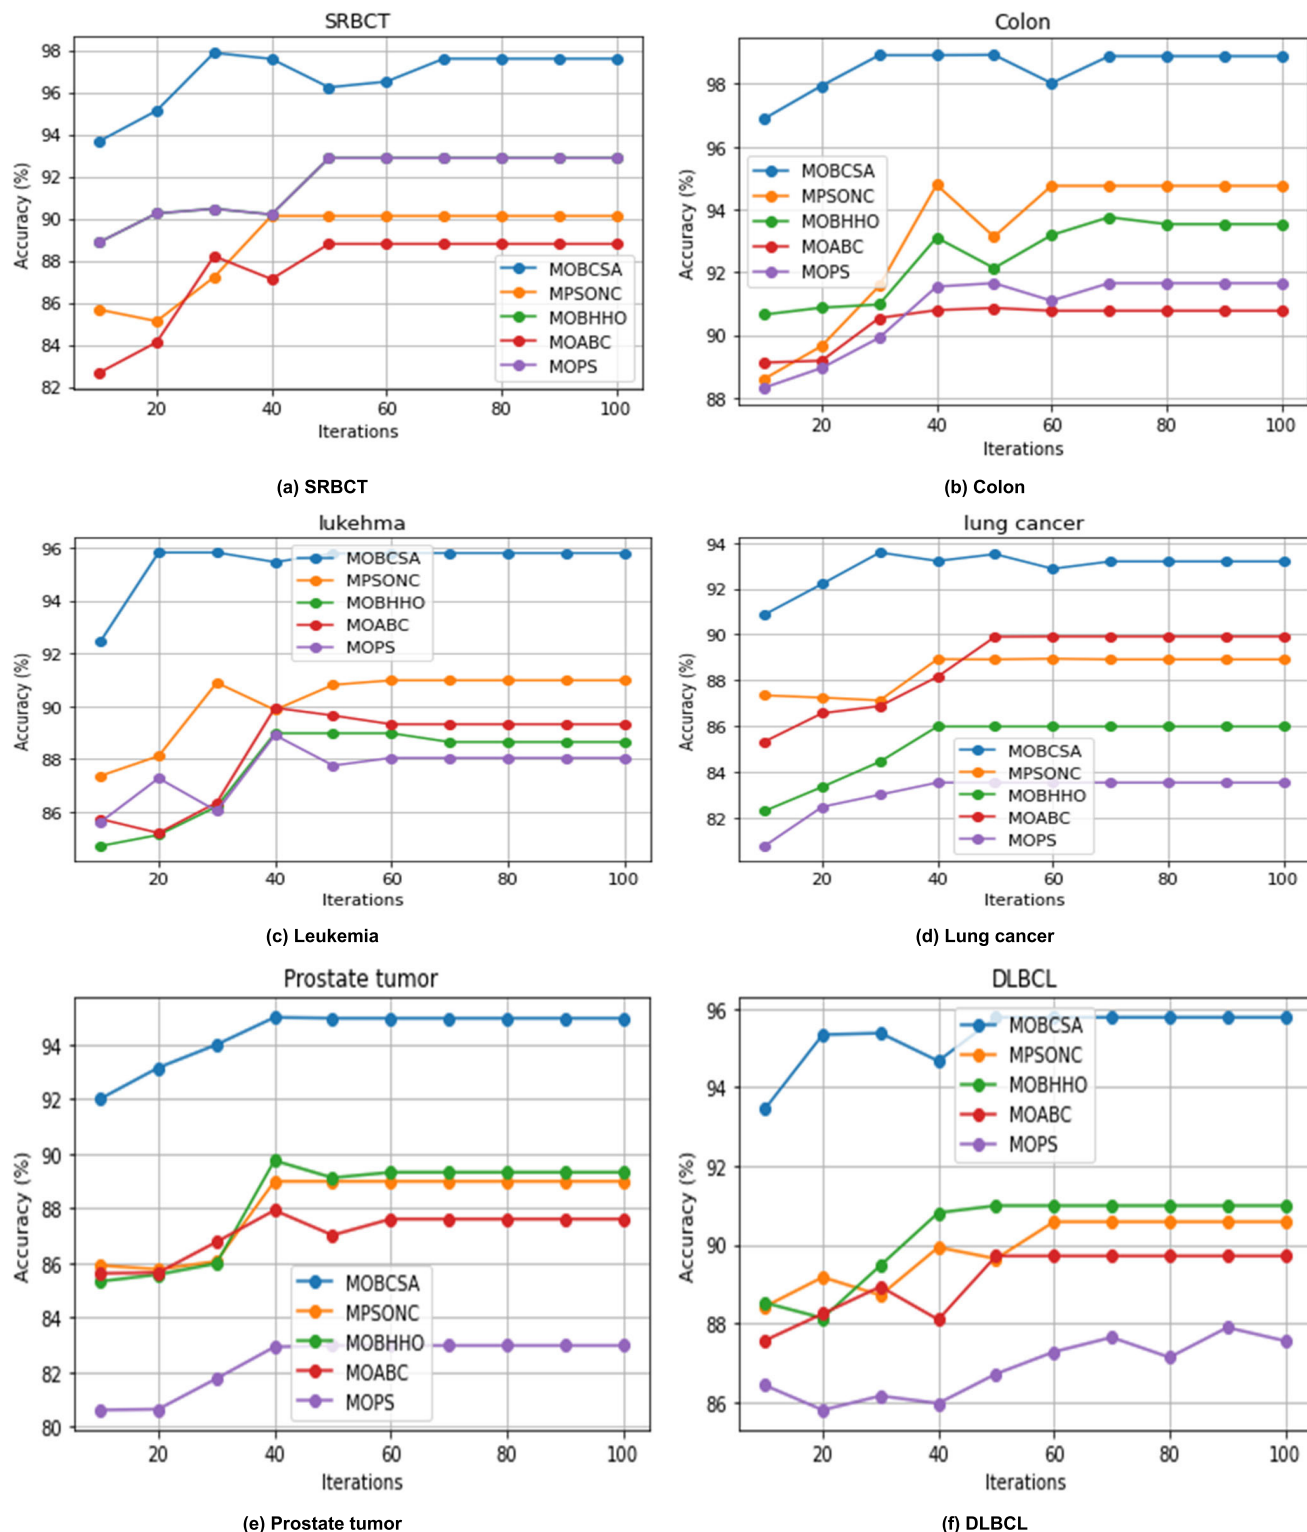 SRBCT
98
96
94
92
90
88
86
84
82
Accuracy (%)
MOBCSA
MPSONC
MOBHHO
MOABC
MOPS
20 40 60 80 100
Iterations
(a) SRBCT
Colon
98
96
94
92
90
88
Accuracy (%)
MOBCSA
MPSONC
MOBHHO
MOABC
MOPS
20 40 60 80 100
Iterations
(b) Colon
lukehma
96
94
92
90
88
86
Accuracy (%)
MOBCSA
MPSONC
MOBHHO
MOABC
MOPS
20 40 60 80 100
Iterations
(c) Leukemia
lung cancer
94
92
90
88
86
84
82
Accuracy (%)
MOBCSA
MPSONC
MOBHHO
MOABC
MOPS
20 40 60 80 100
Iterations
(d) Lung cancer
Prostate tumor
94
92
90
88
86
84
82
80
Accuracy (%)
MOBCSA
MPSONC
MOBHHO
MOABC
MOPS
20 40 60 80 100
Iterations
(e) Prostate tumor
DLBCL
96
94
92
90
88
86
Accuracy (%)
MOBCSA
MPSONC
MOBHHO
MOABC
MOPS
20 40 60 80 100
Iterations
(f) DLBCL